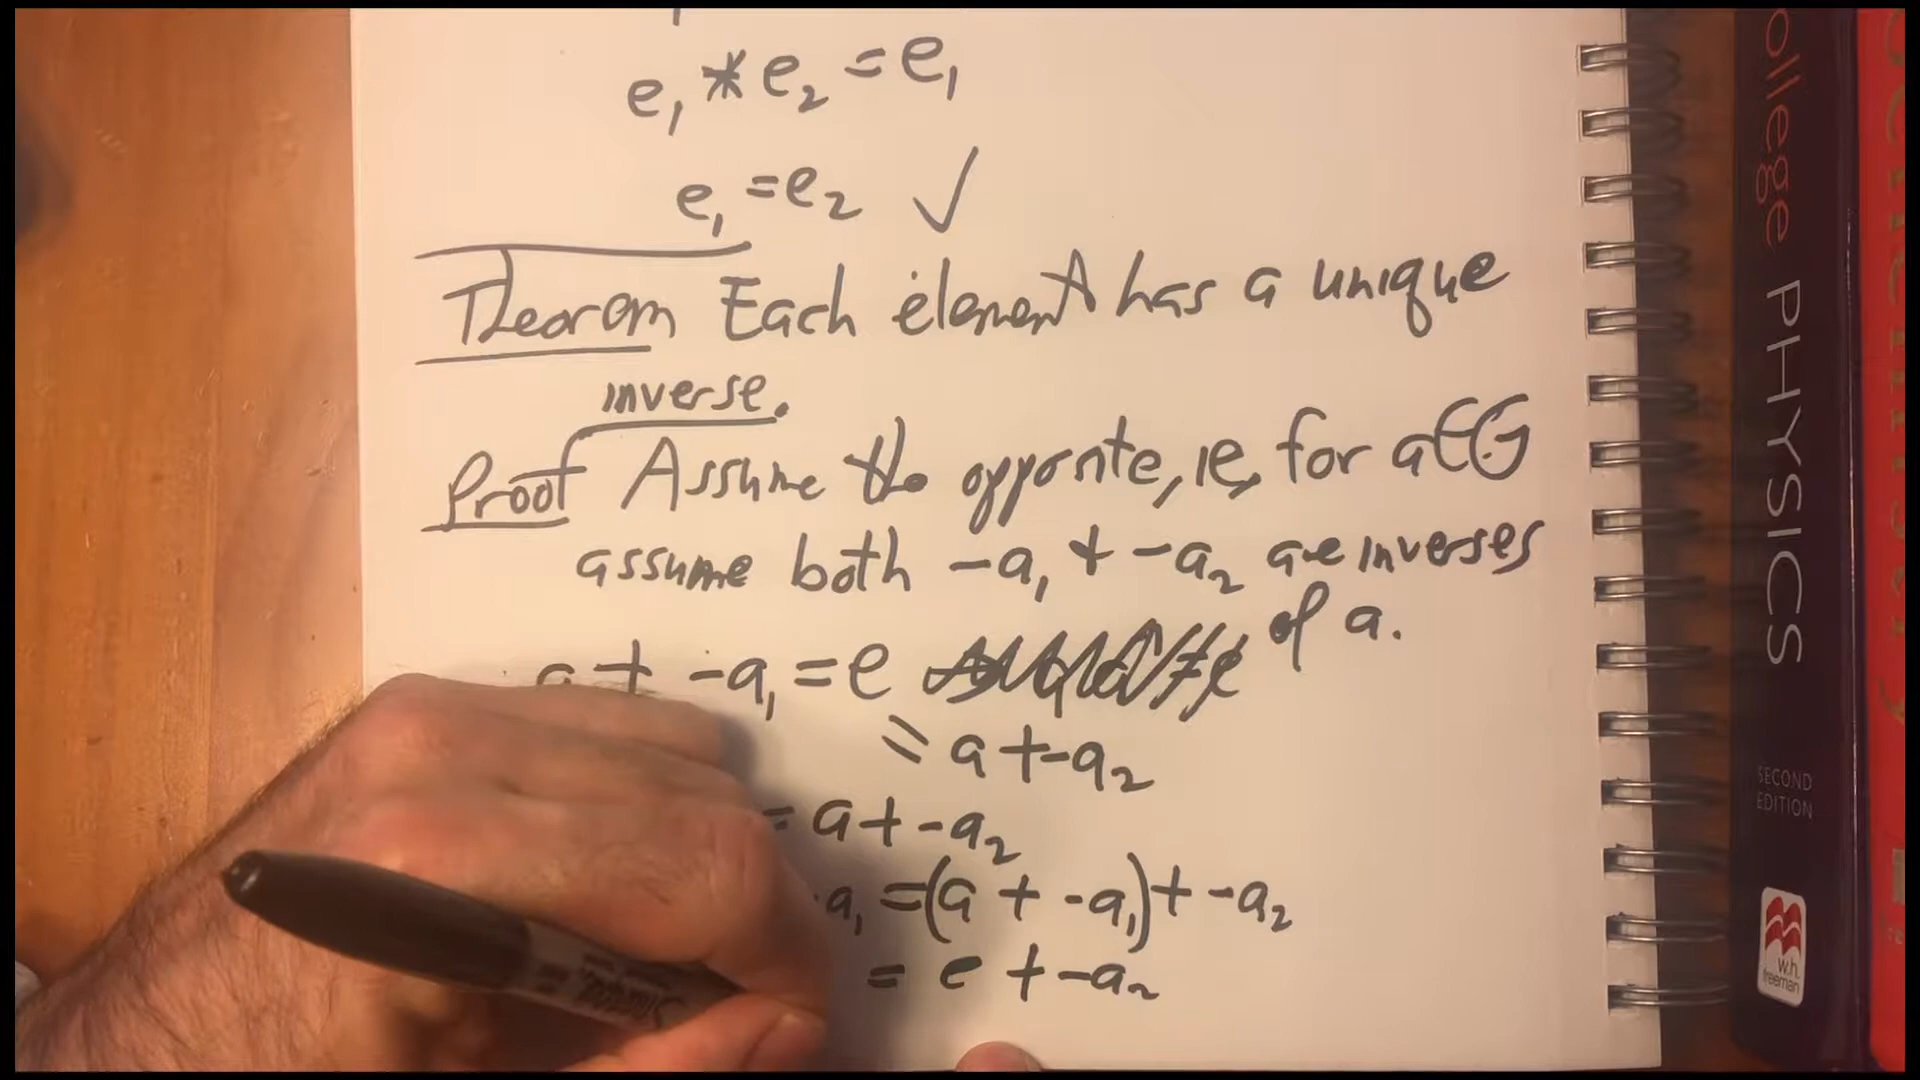 e₁ * e₂ = e₁
e₁ = e₂ ✓
Theorem Each element has a unique
inverse.
Proof Assume the opposite, ie, for a∈G
assume both -a₁ + -a₂ are inverses
of a.
a + -a₁ = e
= a + -a₂
= a + -a₂
a₁ = (a + -a₁) + -a₂
= e + -a₂
ollege PHYSICS
SECOND
EDITION
w.h.
freeman